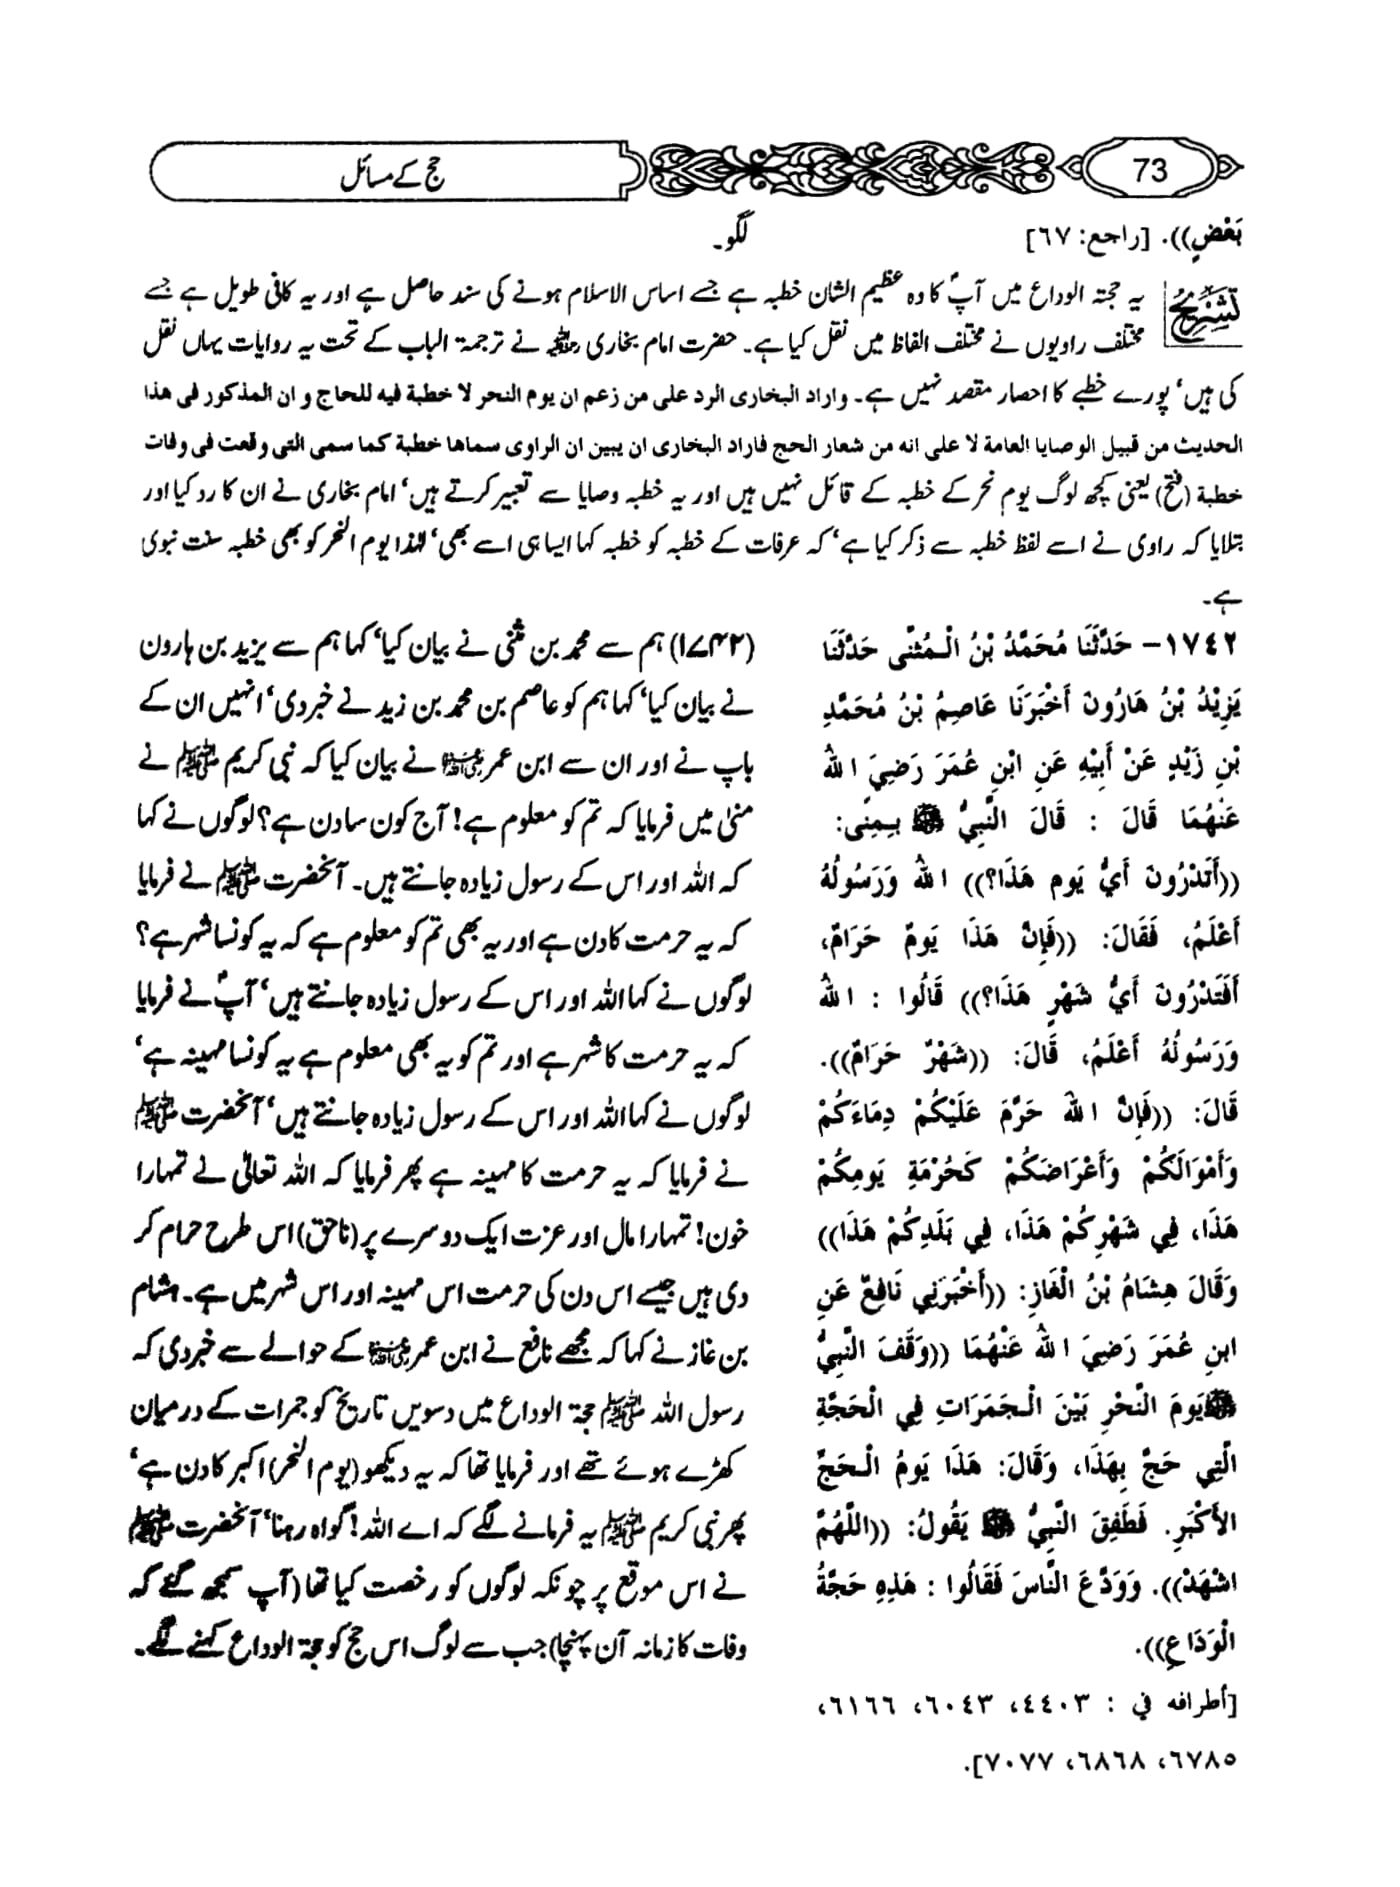 73
حج کے مسائل
بَعْضٍ)). [راجع: ٦٧]
لگو۔
تشریح
یہ حجتہ الوداع میں آپؐ کا وہ عظیم الشان خطبہ ہے جسے اساس الاسلام ہونے کی سند حاصل ہے اور یہ کافی طویل ہے جسے
مختلف راویوں نے مختلف الفاظ میں نقل کیا ہے۔ حضرت امام بخاری رحمہ اللہ نے ترجمۃ الباب کے تحت یہ روایات یہاں نقل
کی ہیں‘ پورے خطبے کا احصار مقصد نہیں ہے۔ واراد البخاری الرد علی من زعم ان یوم النحر لا خطبة فیه للحاج و ان المذکور فی هذا
الحدیث من قبیل الوصایا العامة لا علی انه من شعار الحج فاراد البخاری ان یبین ان الراوی سماها خطبة کما سمی التی وقعت فی وفات
خطبة (فتح) یعنی کچھ لوگ یوم نحر کے خطبہ کے قائل نہیں ہیں اور یہ خطبہ وصایا سے تعبیر کرتے ہیں‘ امام بخاری نے ان کا رد کیا اور
بتلایا کہ راوی نے اسے لفظ خطبہ سے ذکر کیا ہے‘ کہ عرفات کے خطبہ کو خطبہ کہا ایسا ہی اسے بھی‘ لہٰذا یوم النحر کو بھی خطبہ سنت نبوی
ہے۔
١٧٤٢– حَدَّثَنَا مُحَمَّدُ بْنُ الْمُثَنَّى حَدَّثَنَا
يَزِيْدُ بْنُ هَارُونَ أَخْبَرَنَا عَاصِمُ بْنُ مُحَمَّدِ
بْنِ زَيْدٍ عَنْ أَبِيْهِ عَنِ ابْنِ عُمَرَ رَضِيَ اللهُ
عَنْهُمَا قَالَ : قَالَ النَّبِيُّ ﷺ بِمِنًى:
((أَتَدْرُونَ أَيُّ يَومٍ هَذَا؟)) اللهُ وَرَسُولُهُ
أَعْلَمُ، فَقَالَ: ((فَإِنَّ هَذَا يَومٌ حَرَامٌ،
أَفَتَدْرُونَ أَيُّ شَهْرٍ هَذَا؟)) قَالُوا : اللهُ
وَرَسُولُهُ أَعْلَمُ، قَالَ: ((شَهْرٌ حَرَامٌ)).
قَالَ: ((فَإِنَّ اللهَ حَرَّمَ عَلَيْكُمْ دِمَاءَكُمْ
وَأَمْوَالَكُمْ وَأَعْرَاضَكُمْ كَحُرْمَةِ يَومِكُمْ
هَذَا، فِي شَهْرِكُمْ هَذَا، فِي بَلَدِكُمْ هَذَا))
وَقَالَ هِشَامُ بْنُ الْغَازِ: ((أَخْبَرَنِي نَافِعٌ عَنِ
ابنِ عُمَرَ رَضِيَ اللهُ عَنْهُمَا ((وَقَفَ النَّبِيُّ
ﷺ يَومَ النَّحْرِ بَيْنَ الْجَمَرَاتِ فِي الْحَجَّةِ
الَّتِي حَجَّ بِهَذَا، وَقَالَ: هَذَا يَومُ الْحَجِّ
الأَكْبَرِ. فَطَفِقَ النَّبِيُّ ﷺ يَقُولُ: ((اللَّهُمَّ
اشْهَدْ)). وَوَدَّعَ النَّاسَ فَقَالُوا : هَذِهِ حَجَّةُ
الْوَدَاعِ)).
[أطرافه في : ٤٤٠٣، ٦٠٤٣، ٦١٦٦،
٦٧٨٥، ٦٨٦٨، ٧٠٧٧].
(۱۷۴۲) ہم سے محمد بن مثنیٰ نے بیان کیا‘ کہا ہم سے یزید بن ہارون
نے بیان کیا‘ کہا ہم کو عاصم بن محمد بن زید نے خبر دی‘ انہیں ان کے
باپ نے اور ان سے ابن عمر رضی اللہ عنہما نے بیان کیا کہ نبی کریم ﷺ نے
منیٰ میں فرمایا کہ تم کو معلوم ہے! آج کون سا دن ہے؟ لوگوں نے کہا
کہ اللہ اور اس کے رسول زیادہ جانتے ہیں۔ آنحضرت ﷺ نے فرمایا
کہ یہ حرمت کا دن ہے اور یہ بھی تم کو معلوم ہے کہ یہ کونسا شہر ہے؟
لوگوں نے کہا اللہ اور اس کے رسول زیادہ جانتے ہیں‘ آپؐ نے فرمایا
کہ یہ حرمت کا شہر ہے اور تم کو یہ بھی معلوم ہے یہ کونسا مہینہ ہے‘
لوگوں نے کہا اللہ اور اس کے رسول زیادہ جانتے ہیں‘ آنحضرت ﷺ
نے فرمایا کہ یہ حرمت کا مہینہ ہے پھر فرمایا کہ اللہ تعالیٰ نے تمہارا
خون! تمہارا مال اور عزت ایک دوسرے پر (ناحق) اس طرح حرام کر
دی ہیں جیسے اس دن کی حرمت اس مہینہ اور اس شہر میں ہے۔ ہشام
بن غاز نے کہا کہ مجھے نافع نے ابن عمر رضی اللہ عنہما کے حوالے سے خبر دی کہ
رسول اللہ ﷺ حجۃ الوداع میں دسویں تاریخ کو جمرات کے درمیان
کھڑے ہوئے تھے اور فرمایا تھا کہ یہ دیکھو (یوم النحر) اکبر کا دن ہے‘
پھر نبی کریم ﷺ یہ فرمانے لگے کہ اے اللہ! گواہ رہنا‘ آنحضرت ﷺ
نے اس موقع پر چونکہ لوگوں کو رخصت کیا تھا (آپ سمجھ گئے کہ
وفات کا زمانہ آن پہنچا) جب سے لوگ اس حج کو حجۃ الوداع کہنے لگے۔